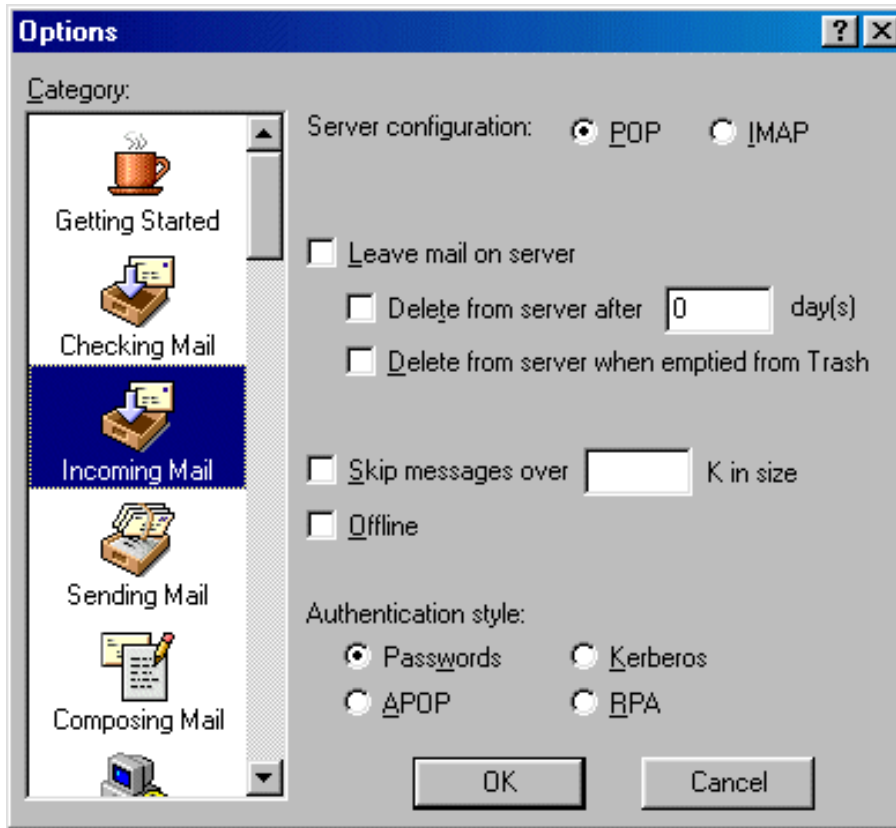 Options
Category:
Getting Started
Checking Mail
Incoming Mail
Sending Mail
Composing Mail
Server configuration: POP IMAP
Leave mail on server
Delete from server after 0 day(s)
Delete from server when emptied from Trash
Skip messages over K in size
Offline
Authentication style:
Passwords Kerberos
APOP RPA
OK Cancel